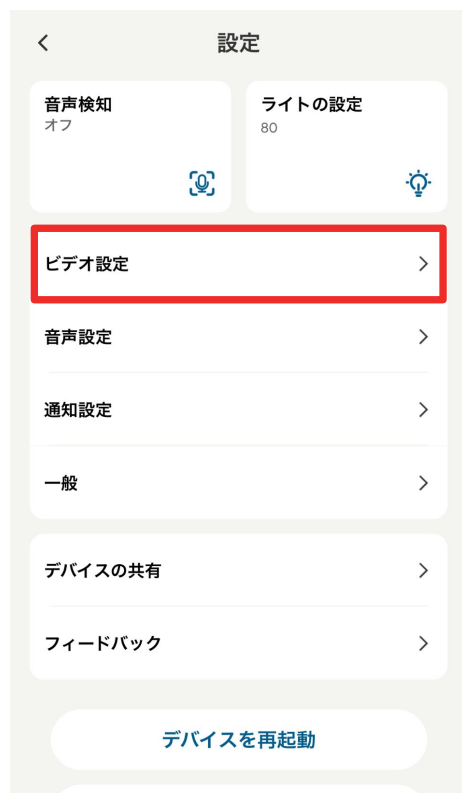 設定
音声検知
オフ
ライトの設定
80
ビデオ設定
音声設定
通知設定
一般
デバイスの共有
フィードバック
デバイスを再起動